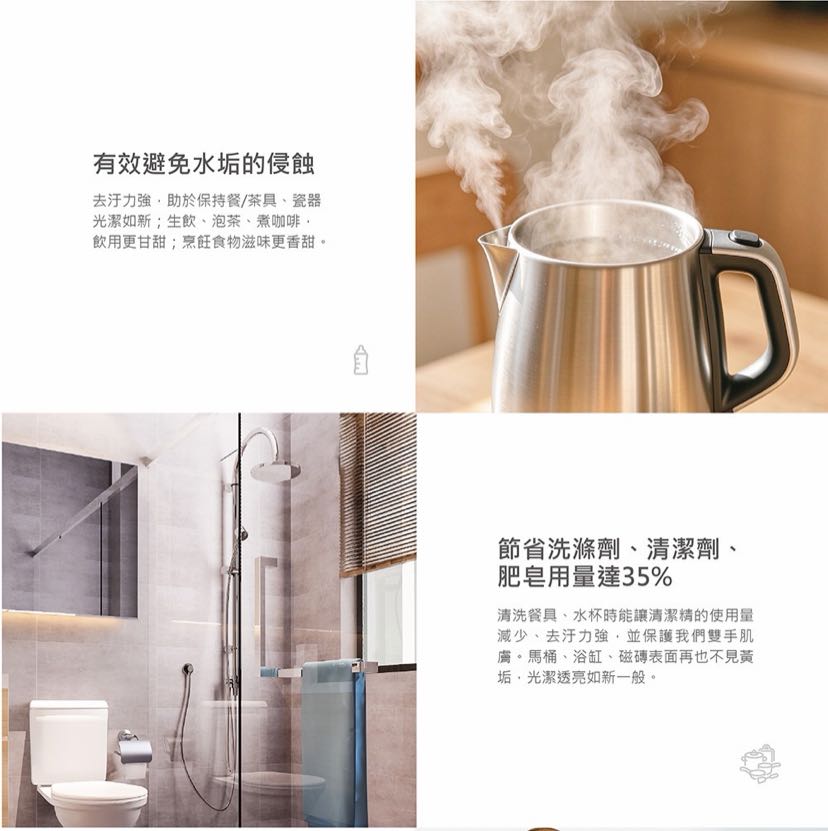 有效避免水垢的侵蝕
去汙力強，助於保持餐/茶具、瓷器
光潔如新；生飲、泡茶、煮咖啡，
飲用更甘甜；烹飪食物滋味更香甜。
節省洗滌劑、清潔劑、
肥皂用量達35%
清洗餐具、水杯時能讓清潔精的使用量
減少、去汙力強，並保護我們雙手肌
膚。馬桶、浴缸、磁磚表面再也不見黃
垢，光潔透亮如新一般。